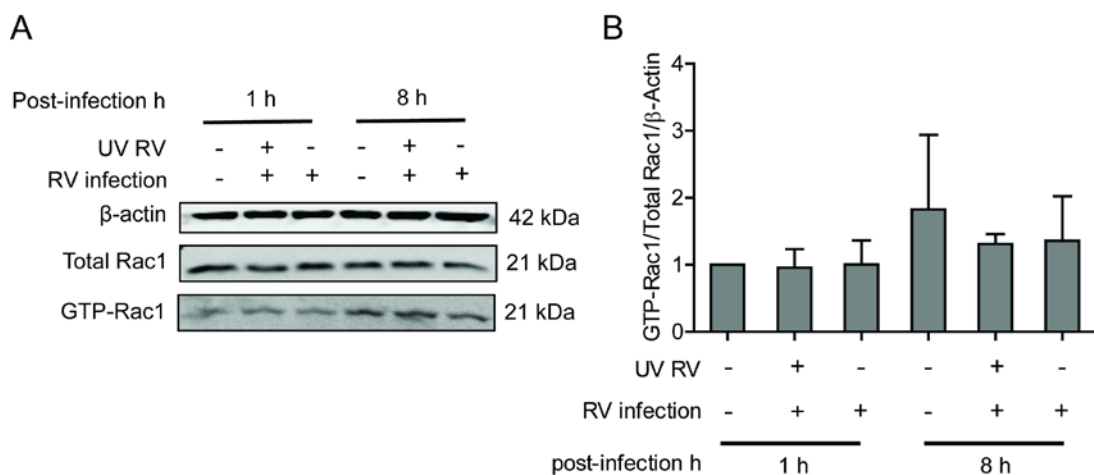 A
Post-infection h 1 h 8 h
UV RV - + - - + -
RV infection - + + - + +
β-actin 42 kDa
Total Rac1 21 kDa
GTP-Rac1 21 kDa
B
GTP-Rac1/Total Rac1/β-Actin
4
3
2
1
0
UV RV - + - - + -
RV infection - + + - + +
post-infection h 1 h 8 h